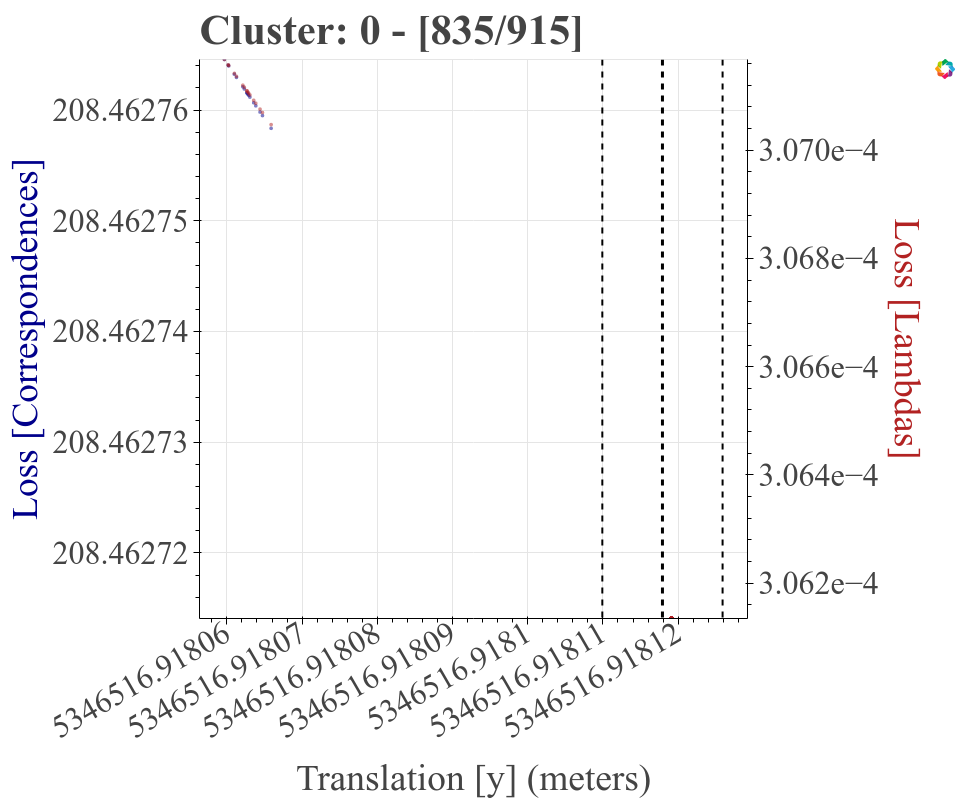 Cluster: 0 - [835/915]
Loss [Correspondences]
208.46276
208.46275
208.46274
208.46273
208.46272
3.070e−4
3.068e−4
3.066e−4
3.064e−4
3.062e−4
Loss [Lambdas]
5346516.91806
5346516.91807
5346516.91808
5346516.91809
5346516.9181
5346516.91811
5346516.91812
Translation [y] (meters)